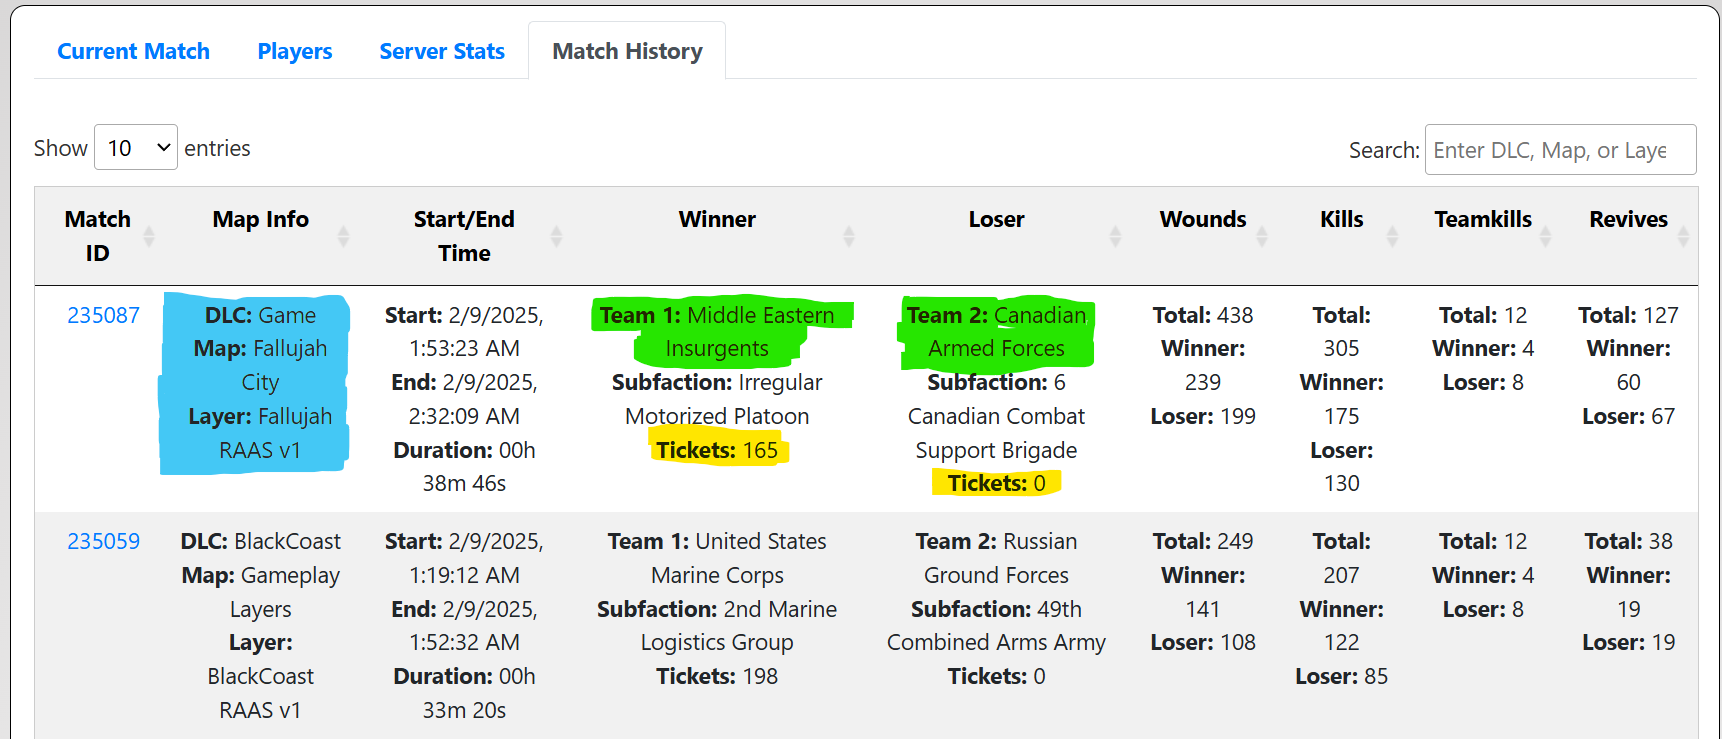 Current Match Players Server Stats Match History
Show 10 entries Search: Enter DLC, Map, or Laye
Match ID Map Info Start/End Time Winner Loser Wounds Kills Teamkills Revives
235087
DLC: Game
Map: Fallujah
City
Layer: Fallujah
RAAS v1
Start: 2/9/2025,
1:53:23 AM
End: 2/9/2025,
2:32:09 AM
Duration: 00h
38m 46s
Team 1: Middle Eastern
Insurgents
Subfaction: Irregular
Motorized Platoon
Tickets: 165
Team 2: Canadian
Armed Forces
Subfaction: 6
Canadian Combat
Support Brigade
Tickets: 0
Total: 438
Winner:
239
Loser: 199
Total:
305
Winner:
175
Loser:
130
Total: 12
Winner: 4
Loser: 8
Total: 127
Winner:
60
Loser: 67
235059
DLC: BlackCoast
Map: Gameplay
Layers
Layer:
BlackCoast
RAAS v1
Start: 2/9/2025,
1:19:12 AM
End: 2/9/2025,
1:52:32 AM
Duration: 00h
33m 20s
Team 1: United States
Marine Corps
Subfaction: 2nd Marine
Logistics Group
Tickets: 198
Team 2: Russian
Ground Forces
Subfaction: 49th
Combined Arms Army
Tickets: 0
Total: 249
Winner:
141
Loser: 108
Total:
207
Winner:
122
Loser: 85
Total: 12
Winner: 4
Loser: 8
Total: 38
Winner:
19
Loser: 19